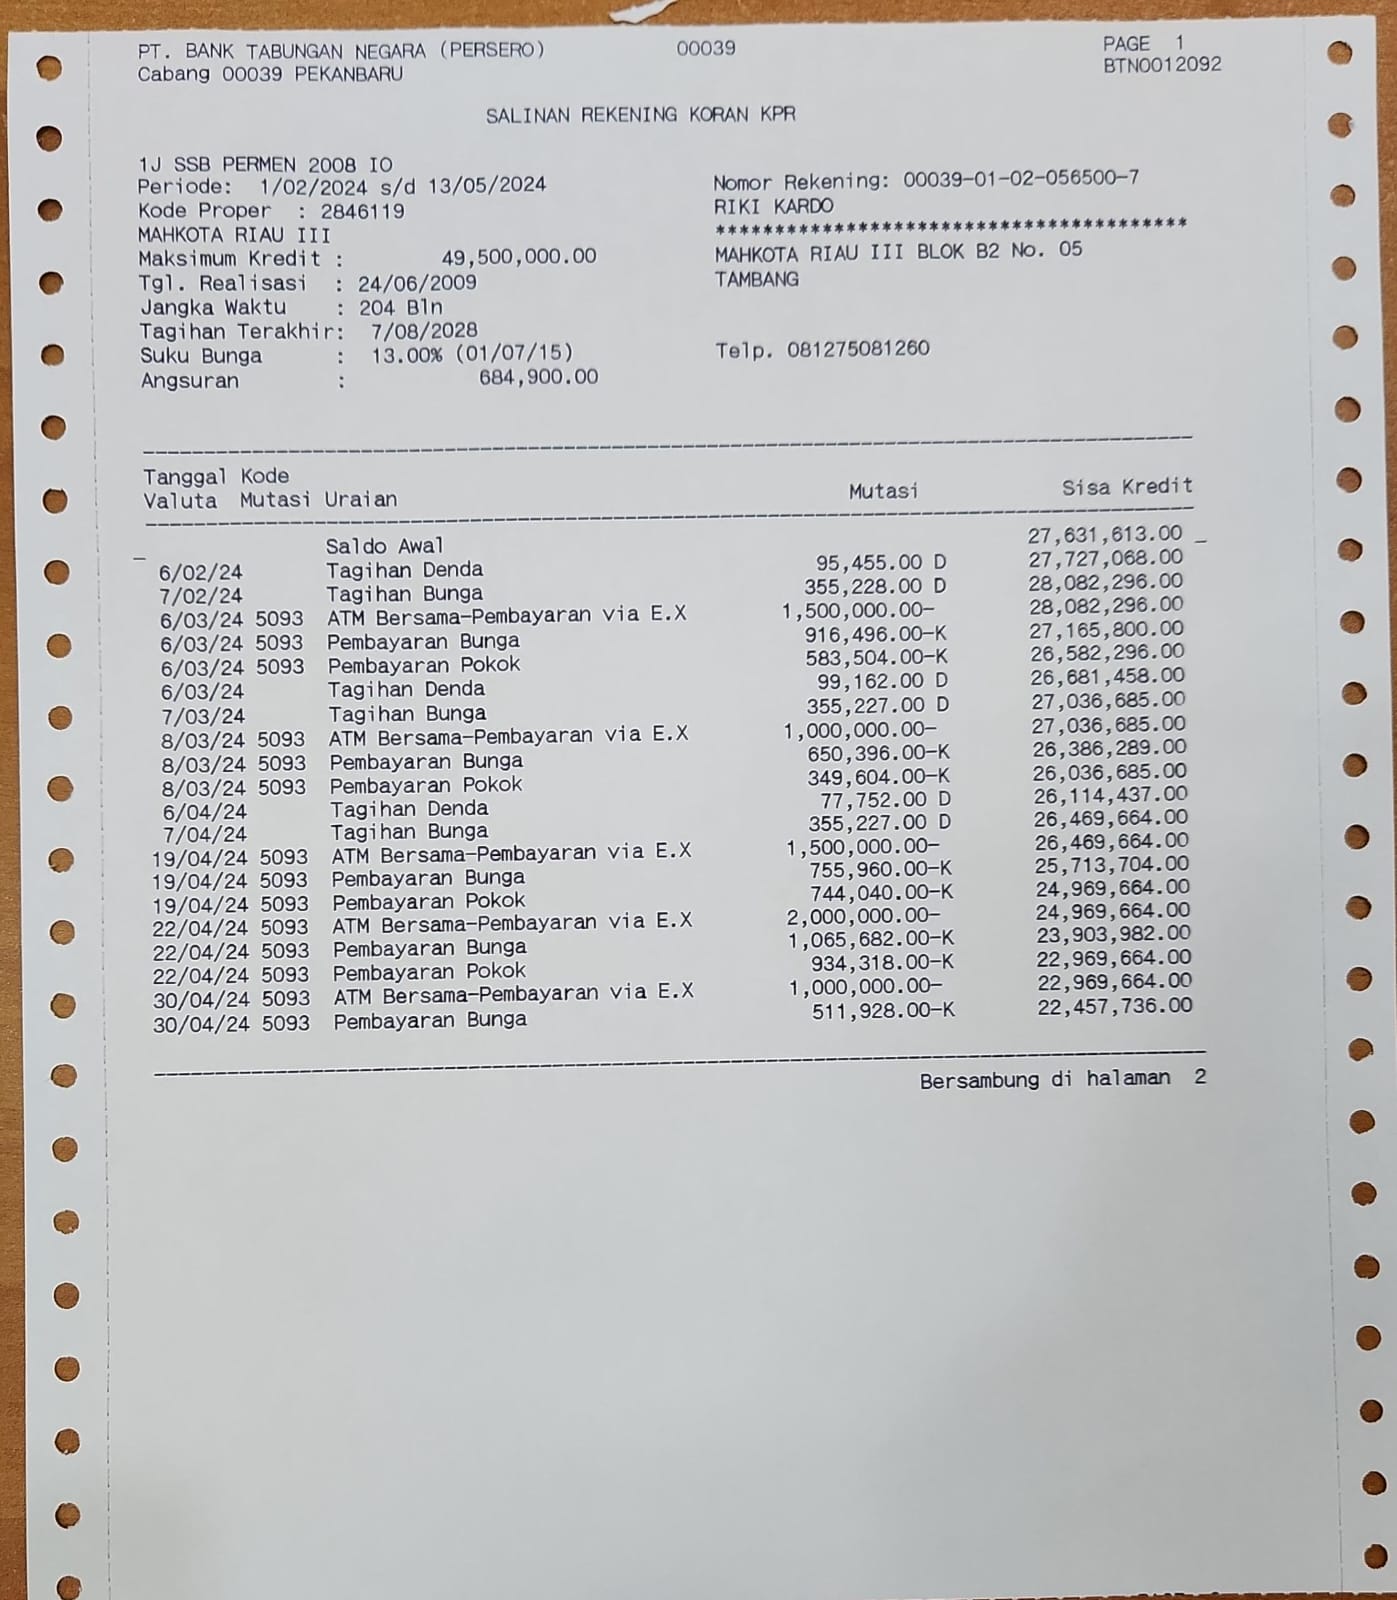 PT. BANK TABUNGAN NEGARA (PERSERO) 00039 PAGE 1
Cabang 00039 PEKANBARU BTN0012092
SALINAN REKENING KORAN KPR
1J SSB PERMEN 2008 IO
Periode: 1/02/2024 s/d 13/05/2024 Nomor Rekening: 00039-01-02-056500-7
Kode Proper : 2846119 RIKI KARDO
MAHKOTA RIAU III ****************************************
Maksimum Kredit : 49,500,000.00 MAHKOTA RIAU III BLOK B2 No. 05
Tgl. Realisasi : 24/06/2009 TAMBANG
Jangka Waktu : 204 Bln
Tagihan Terakhir: 7/08/2028
Suku Bunga : 13.00% (01/07/15) Telp. 081275081260
Angsuran : 684,900.00
Tanggal Kode
Valuta Mutasi Uraian Mutasi Sisa Kredit
Saldo Awal 27,631,613.00
6/02/24 Tagihan Denda 95,455.00 D 27,727,068.00
7/02/24 Tagihan Bunga 355,228.00 D 28,082,296.00
6/03/24 5093 ATM Bersama-Pembayaran via E.X 1,500,000.00- 28,082,296.00
6/03/24 5093 Pembayaran Bunga 916,496.00-K 27,165,800.00
6/03/24 5093 Pembayaran Pokok 583,504.00-K 26,582,296.00
6/03/24 Tagihan Denda 99,162.00 D 26,681,458.00
7/03/24 Tagihan Bunga 355,227.00 D 27,036,685.00
8/03/24 5093 ATM Bersama-Pembayaran via E.X 1,000,000.00- 27,036,685.00
8/03/24 5093 Pembayaran Bunga 650,396.00-K 26,386,289.00
8/03/24 5093 Pembayaran Pokok 349,604.00-K 26,036,685.00
6/04/24 Tagihan Denda 77,752.00 D 26,114,437.00
7/04/24 Tagihan Bunga 355,227.00 D 26,469,664.00
19/04/24 5093 ATM Bersama-Pembayaran via E.X 1,500,000.00- 26,469,664.00
19/04/24 5093 Pembayaran Bunga 755,960.00-K 25,713,704.00
19/04/24 5093 Pembayaran Pokok 744,040.00-K 24,969,664.00
22/04/24 5093 ATM Bersama-Pembayaran via E.X 2,000,000.00- 24,969,664.00
22/04/24 5093 Pembayaran Bunga 1,065,682.00-K 23,903,982.00
22/04/24 5093 Pembayaran Pokok 934,318.00-K 22,969,664.00
30/04/24 5093 ATM Bersama-Pembayaran via E.X 1,000,000.00- 22,969,664.00
30/04/24 5093 Pembayaran Bunga 511,928.00-K 22,457,736.00
Bersambung di halaman 2